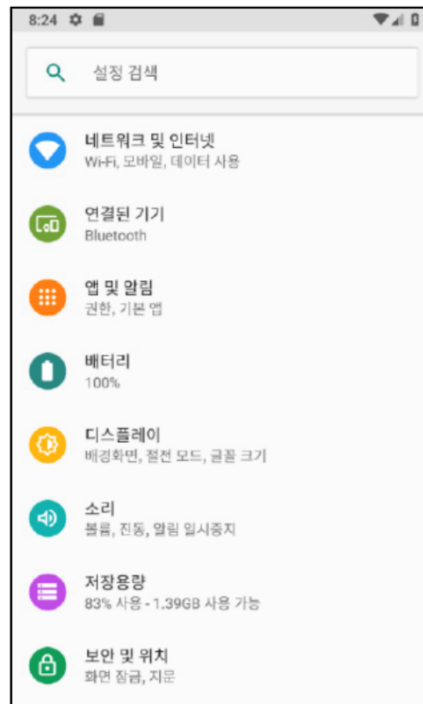 8:24
설정 검색
네트워크 및 인터넷
Wi-Fi, 모바일, 데이터 사용
연결된 기기
Bluetooth
앱 및 알림
권한, 기본 앱
배터리
100%
디스플레이
배경화면, 절전 모드, 글꼴 크기
소리
볼륨, 진동, 알림 일시중지
저장용량
83% 사용 - 1.39GB 사용 가능
보안 및 위치
화면 잠금, 지문